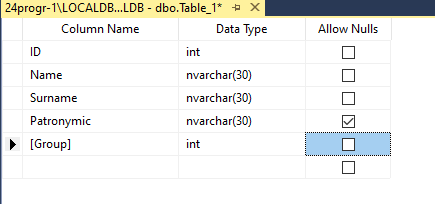 24progr-1\LOCALDB...LDB - dbo.Table_1*
Column Name Data Type Allow Nulls
ID int
Name nvarchar(30)
Surname nvarchar(30)
Patronymic nvarchar(30)
[Group] int